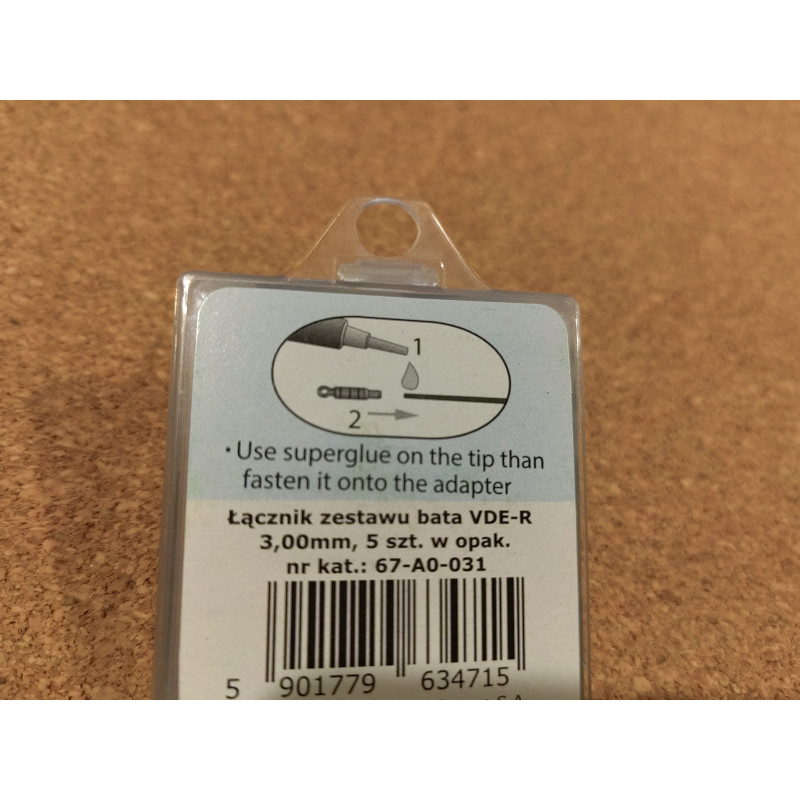 1
2
· Use superglue on the tip than
fasten it onto the adapter
Łącznik zestawu bata VDE-R
3,00mm, 5 szt. w opak.
nr kat.: 67-A0-031
5 901779 634715